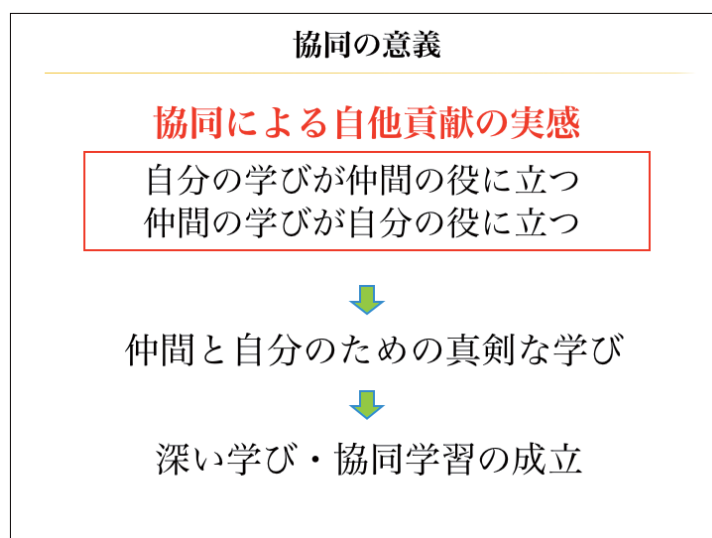 協同の意義
協同による自他貢献の実感
自分の学びが仲間の役に立つ
仲間の学びが自分の役に立つ
仲間と自分のための真剣な学び
深い学び・協同学習の成立